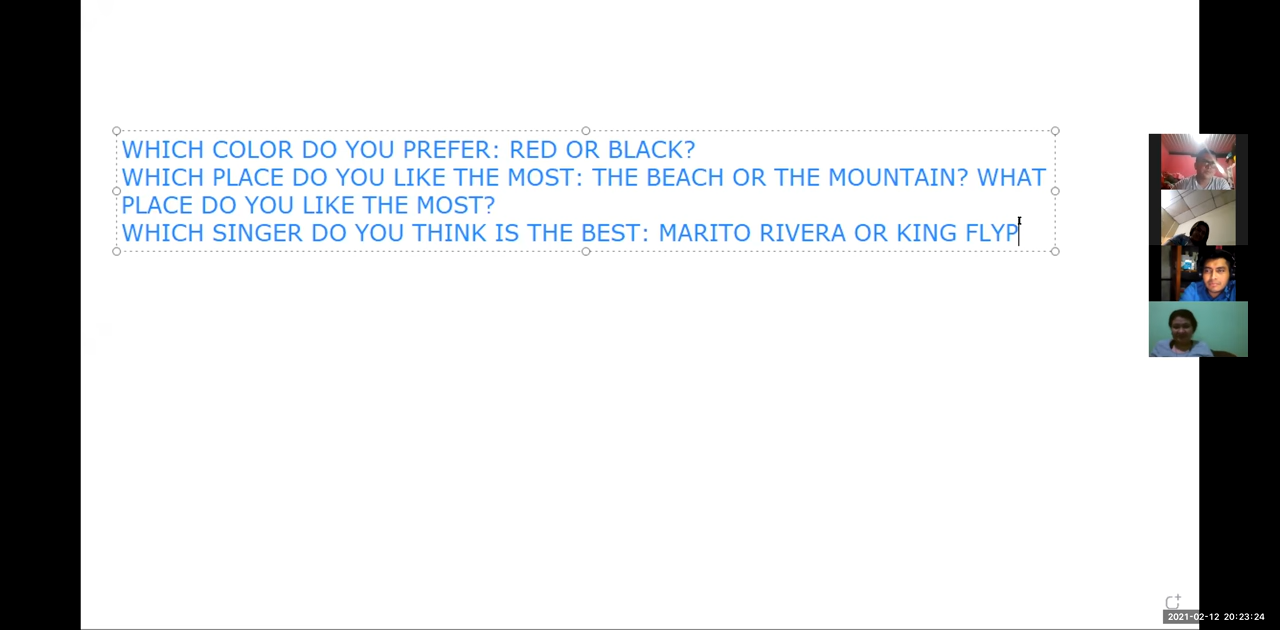 WHICH COLOR DO YOU PREFER: RED OR BLACK?
WHICH PLACE DO YOU LIKE THE MOST: THE BEACH OR THE MOUNTAIN? WHAT
PLACE DO YOU LIKE THE MOST?
WHICH SINGER DO YOU THINK IS THE BEST: MARITO RIVERA OR KING FLYP
2021-02-12 20:23:24